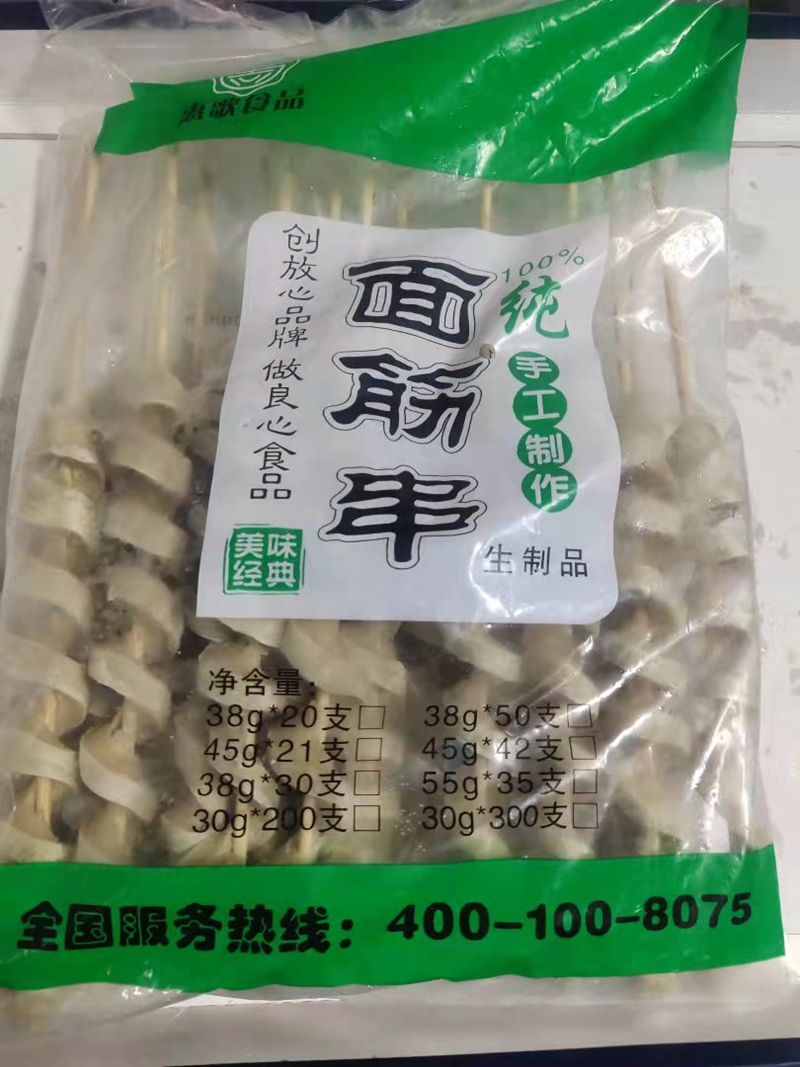 惠歌食品
100%
纯
手工制作
面筋串
创放心品牌 做良心食品
美味
经典
生制品
净含量:
38g*20支□ 38g*50支□
45g*21支□ 45g*42支□
38g*30支□ 55g*35支□
30g*200支□ 30g*300支□
全国服务热线: 400-100-8075